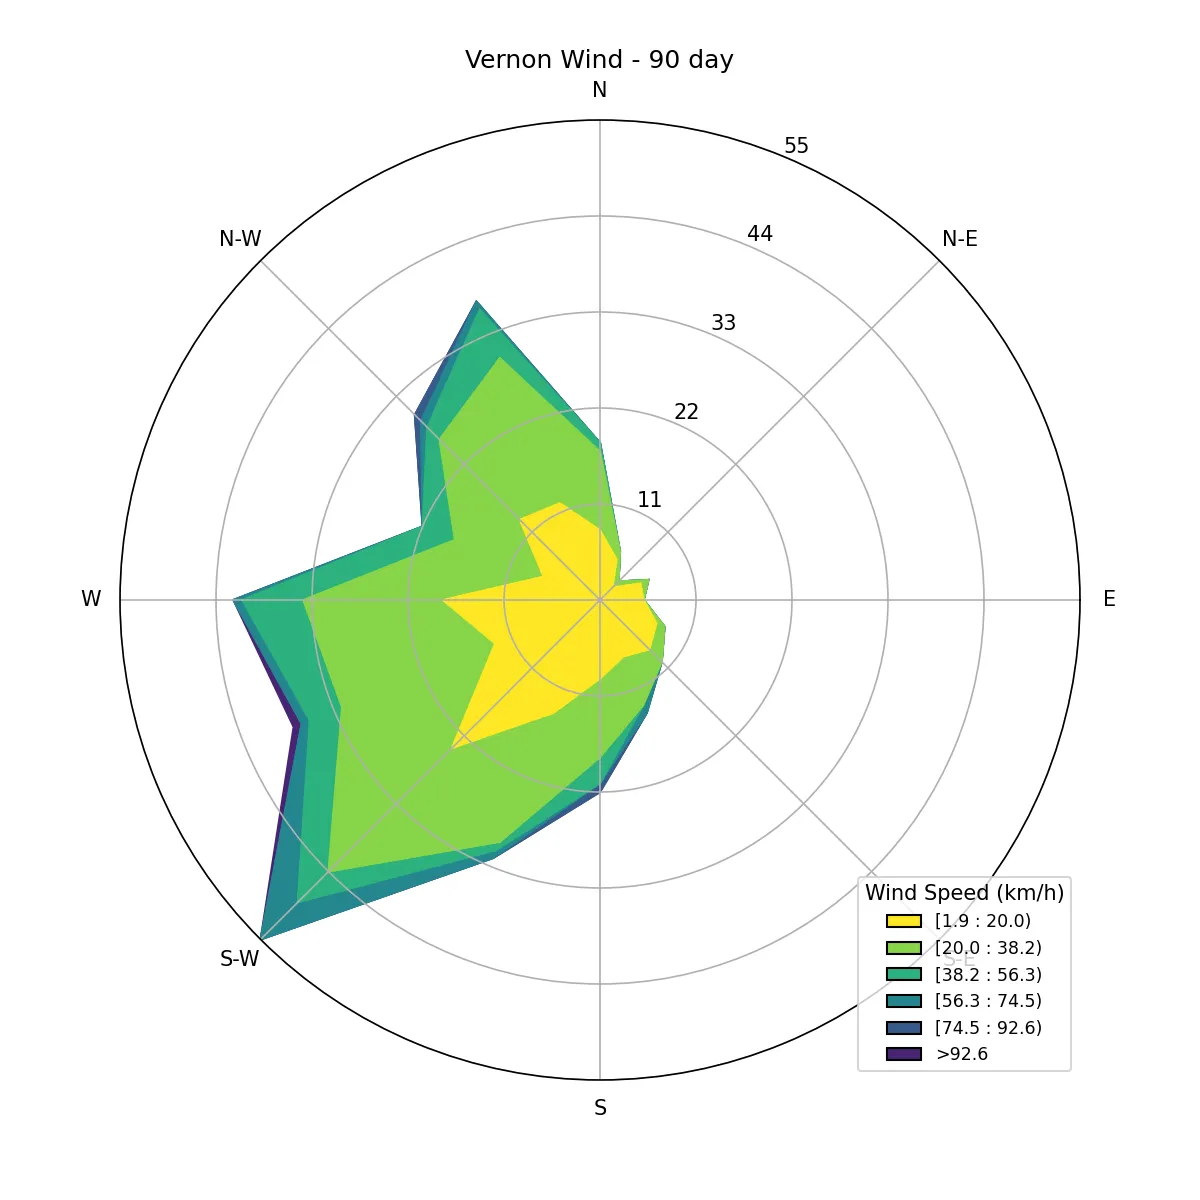 Vernon Wind - 90 day
N
55
N-W
N-E
44
33
22
11
W
E
S-W
S-E
S
Wind Speed (km/h)
[1.9 : 20.0)
[20.0 : 38.2)
[38.2 : 56.3)
[56.3 : 74.5)
[74.5 : 92.6)
>92.6